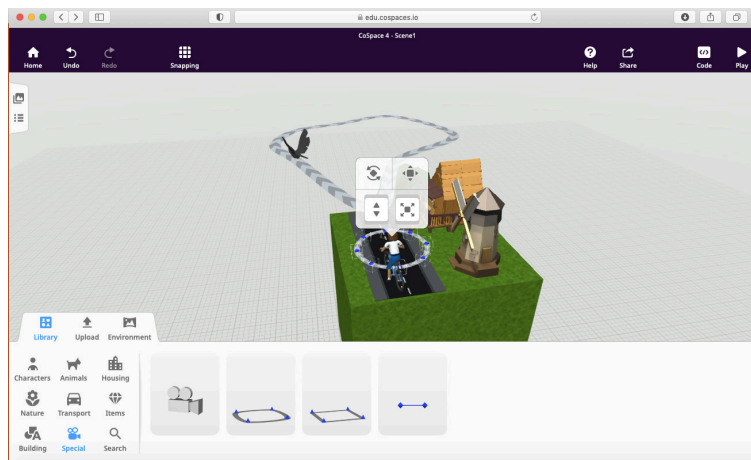 edu.cospaces.io
CoSpace 4 - Scene1
Home Undo Redo Snapping Help Share Code Play
Library Upload Environment
Characters Animals Housing
Nature Transport Items
Building Special Search